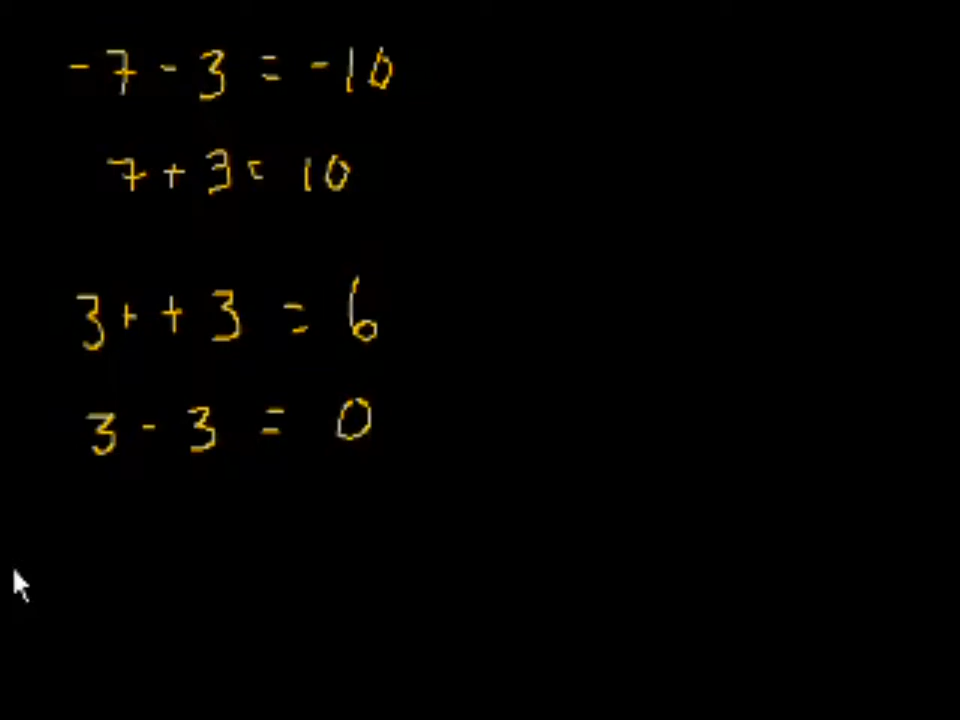 -7 - 3 = -10
7 + 3 = 10
3 + + 3 = 6
3 - 3 = 0